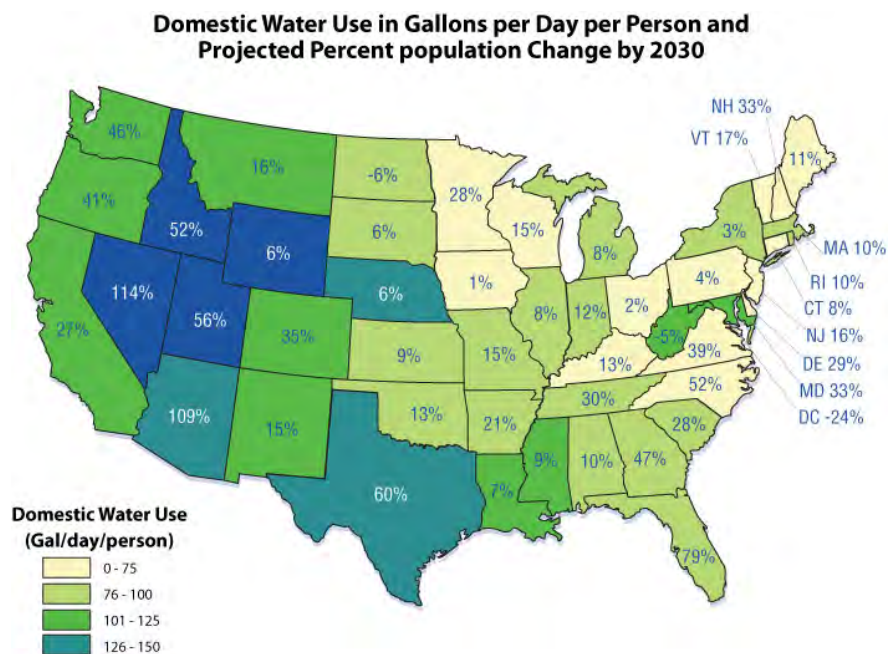 Domestic Water Use in Gallons per Day per Person and
Projected Percent population Change by 2030
NH 33%
VT 17%
11%
46%
16%
-6%
28%
41%
52%
6%
6%
15%
8%
3%
MA 10%
RI 10%
CT 8%
NJ 16%
DE 29%
MD 33%
DC -24%
114%
56%
6%
1%
4%
27%
35%
9%
8%
12%
2%
-5%
39%
15%
13%
52%
109%
15%
13%
21%
30%
28%
60%
7%
9%
10%
47%
79%
Domestic Water Use
(Gal/day/person)
0 - 75
76 - 100
101 - 125
126 - 150